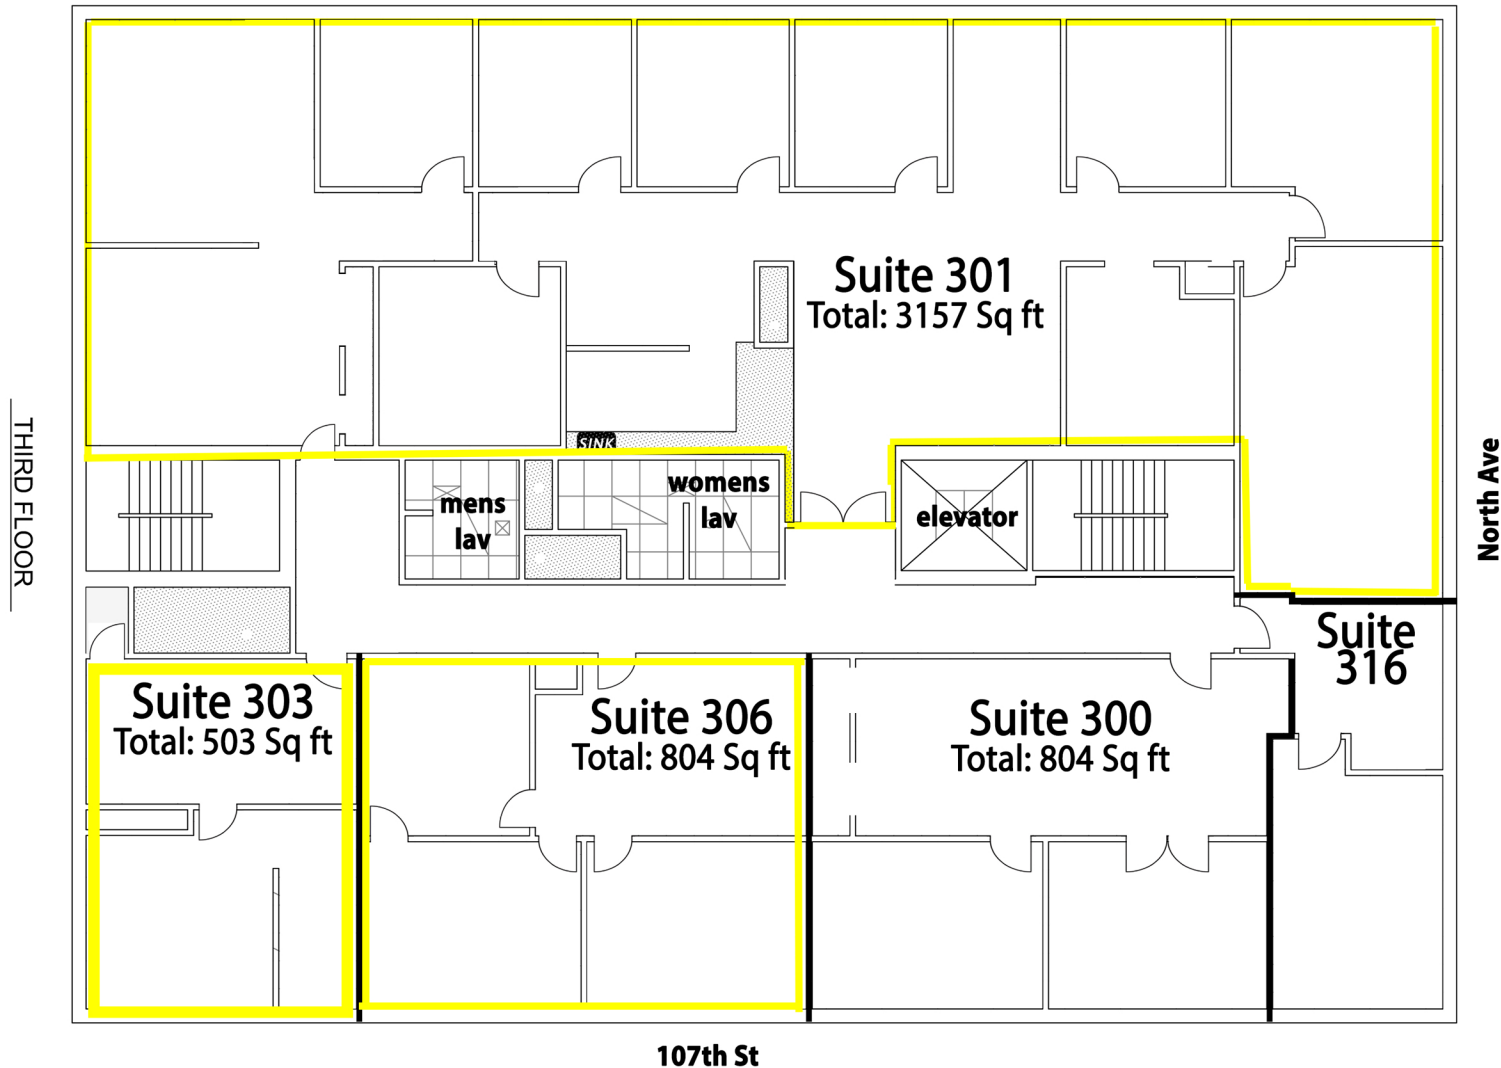 Suite 301
Total: 3157 Sq ft
SINK
mens
lav
womens
lav
elevator
THIRD FLOOR
North Ave
Suite
316
Suite 303
Total: 503 Sq ft
Suite 306
Total: 804 Sq ft
Suite 300
Total: 804 Sq ft
107th St